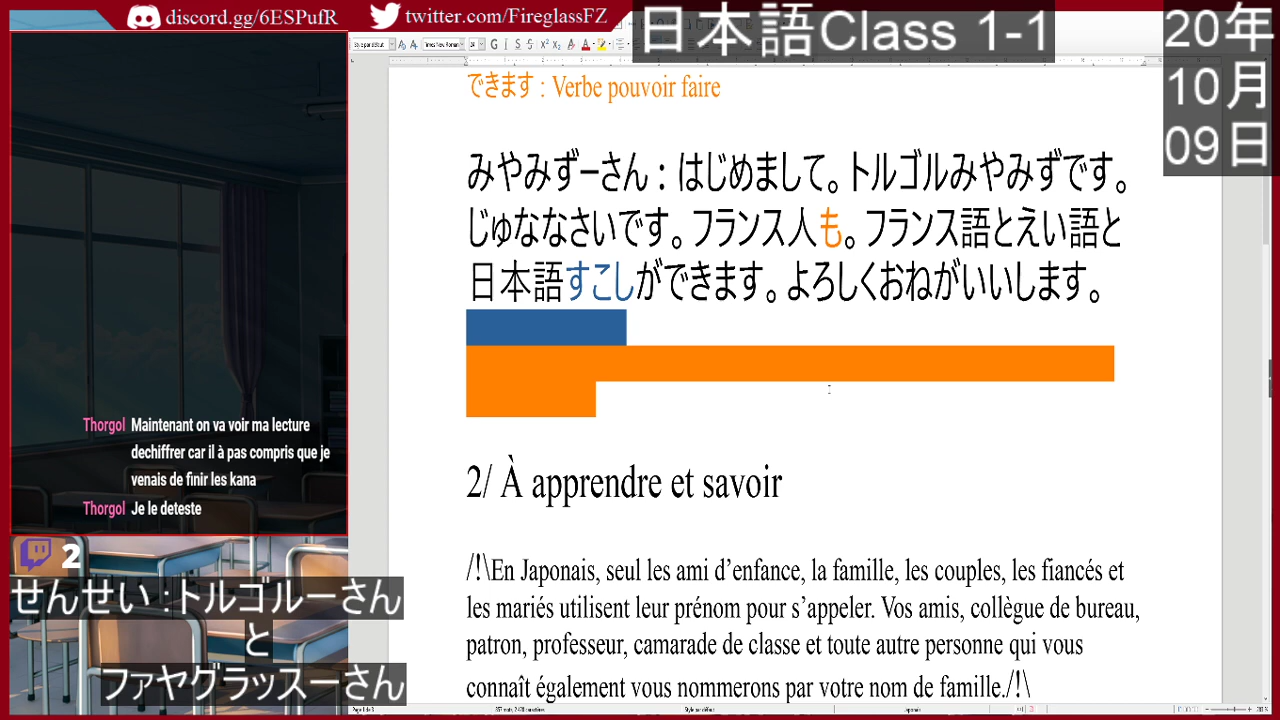 discord.gg/6ESPufR
twitter.com/FireglassFZ
日本語Class 1-1
20年
10月
09日
できます : Verbe pouvoir faire
みやみずーさん : はじめまして。トルゴルみやみずです。
じゅななさいです。フランス人も。フランス語とえい語と
日本語すこしができます。よろしくおねがいいします。
2/ À apprendre et savoir
/!\En Japonais, seul les ami d’enfance, la famille, les couples, les fiancés et
les mariés utilisent leur prénom pour s’appeler. Vos amis, collègue de bureau,
patron, professeur, camarade de classe et toute autre personne qui vous
connaît également vous nommerons par votre nom de famille./!\
Thorgol Maintenant on va voir ma lecture
dechiffrer car il à pas compris que je
venais de finir les kana
Thorgol Je le deteste
2
せんせい :トルゴルーさん
と
ファヤグラッスーさん